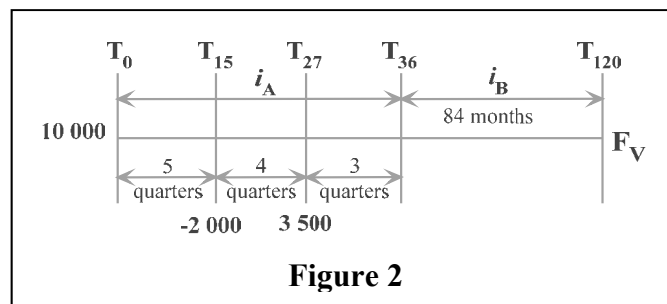 T0 T15 T27 T36 T120
iA iB
84 months
10 000 FV
5 4 3
quarters quarters quarters
-2 000 3 500
Figure 2